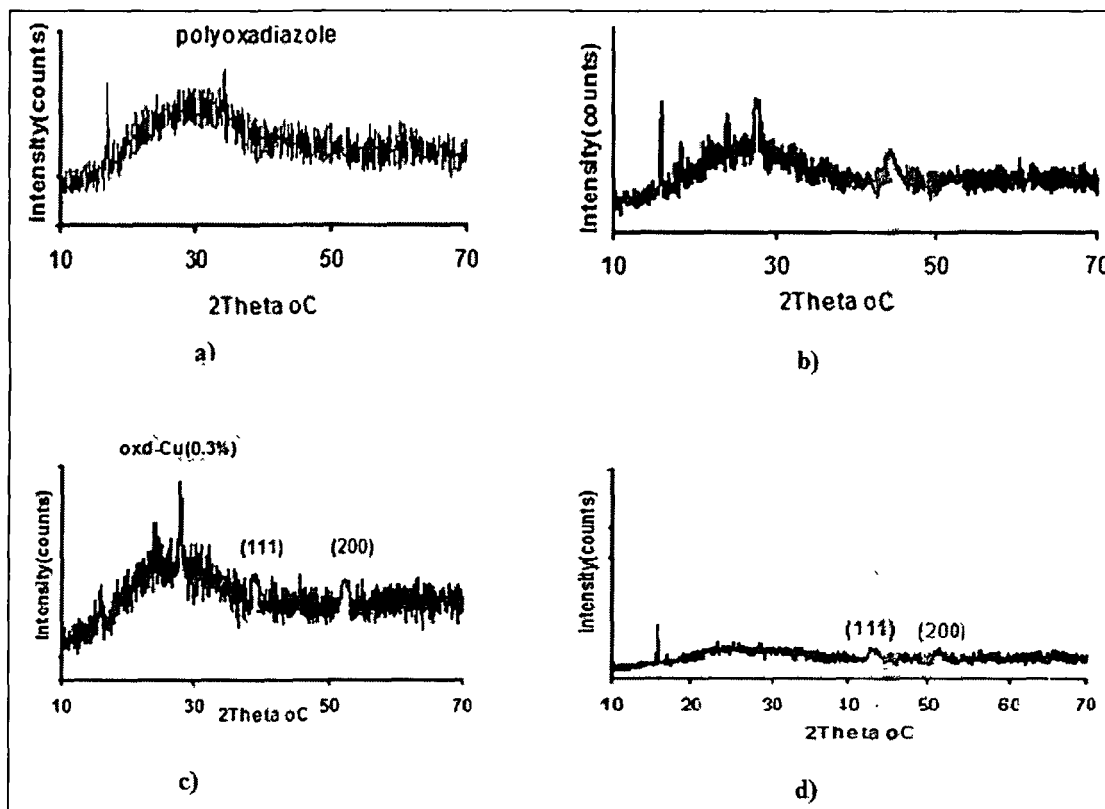 polyoxadiazole
Intensity(counts)
10 30 50 70
2Theta oC
a)
Intensity(counts)
10 30 50 70
2Theta oC
b)
oxd-Cu(0.3%)
Intensity(counts)
(111) (200)
10 30 50 70
2Theta oC
c)
Intensity(counts)
(111) (200)
10 20 30 40 50 60 70
2Theta oC
d)